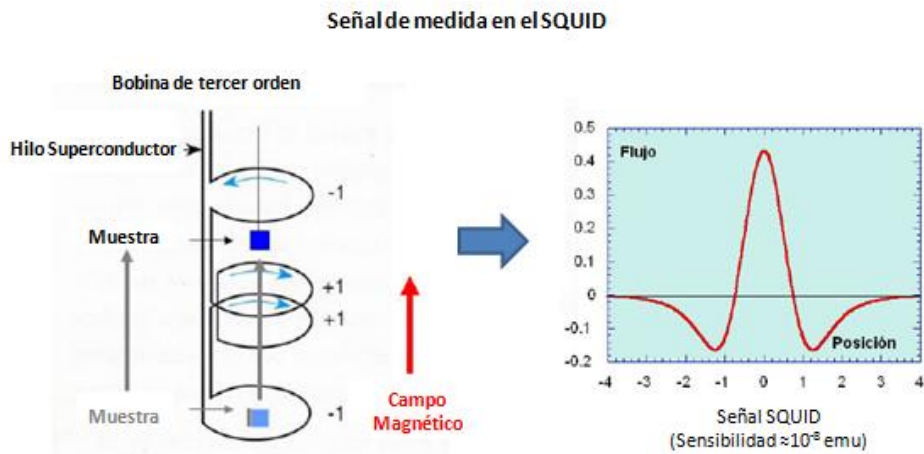 Señal de medida en el SQUID
Bobina de tercer orden
Hilo Superconductor
-1
Muestra
+1
+1
Muestra
-1
Campo
Magnético
0.5
0.4
0.3
0.2
0.1
0
-0.1
-0.2
Flujo
Posición
-4 -3 -2 -1 0 1 2 3 4
Señal SQUID
(Sensibilidad ≈10⁻⁸ emu)